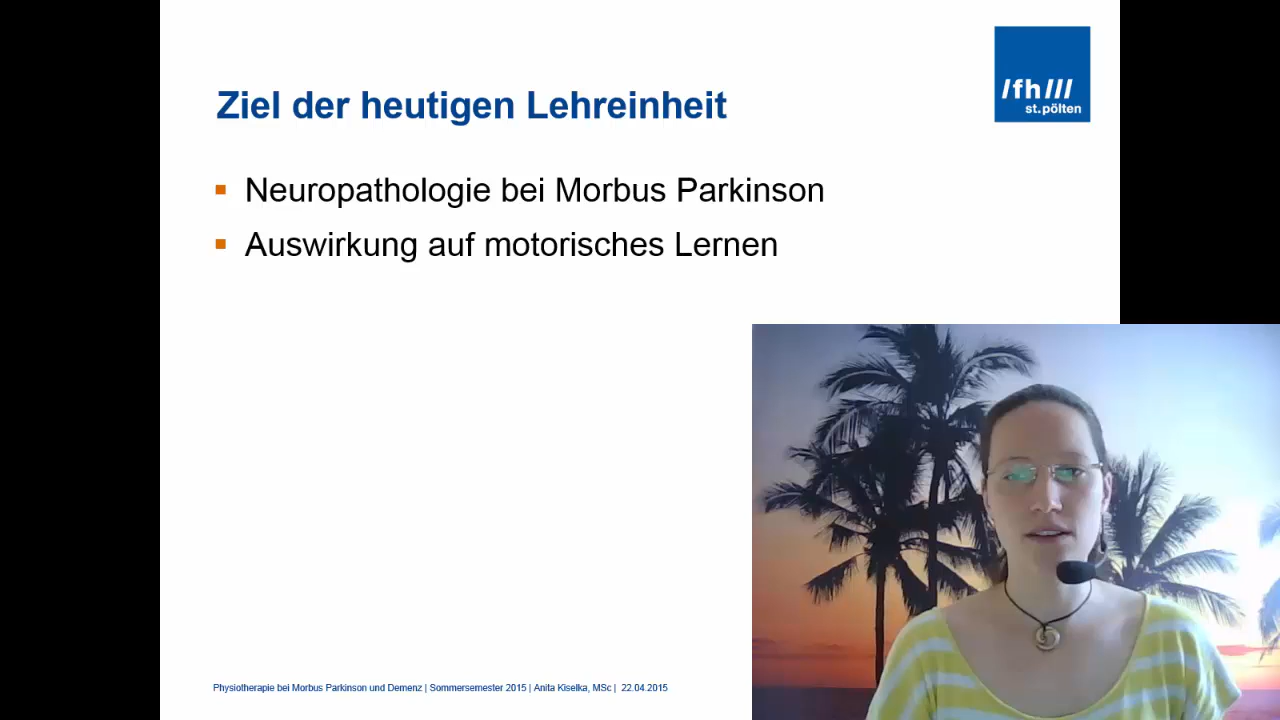 Ziel der heutigen Lehreinheit
/fh///
st.pölten
▪ Neuropathologie bei Morbus Parkinson
▪ Auswirkung auf motorisches Lernen
Physiotherapie bei Morbus Parkinson und Demenz | Sommersemester 2015 | Anita Kiselka, MSc | 22.04.2015